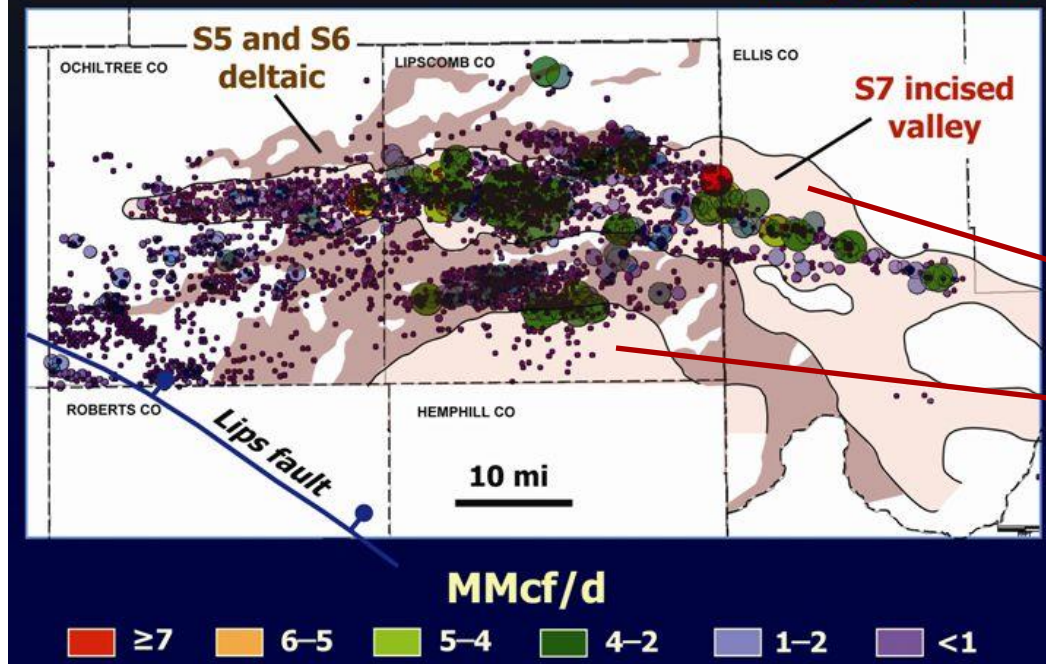 S5 and S6
deltaic
OCHILTREE CO
LIPSCOMB CO
ELLIS CO
S7 incised
valley
ROBERTS CO
HEMPHILL CO
Lips fault
10 mi
MMcf/d
≥7
6–5
5–4
4–2
1–2
<1